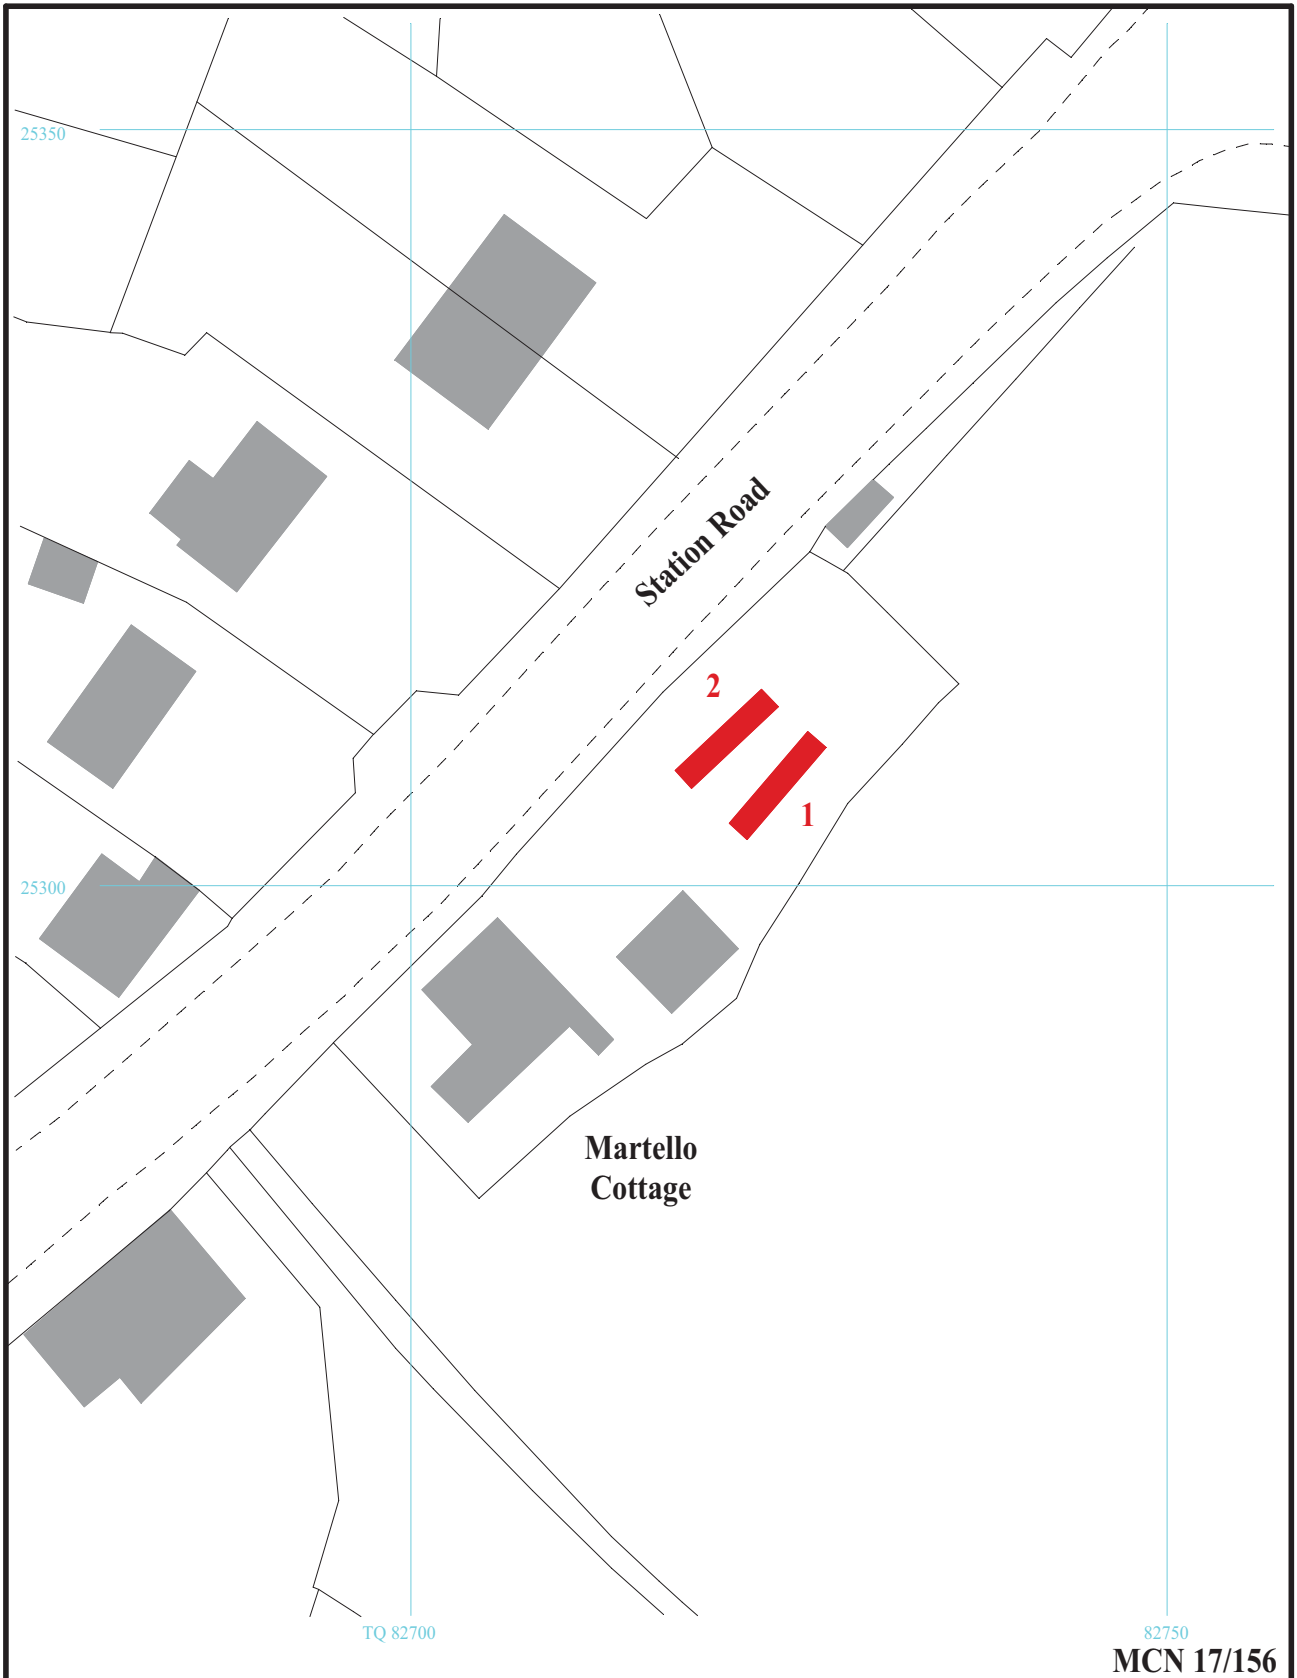 25350
Station Road
2
1
25300
Martello
Cottage
TQ 82700
82750
MCN 17/156